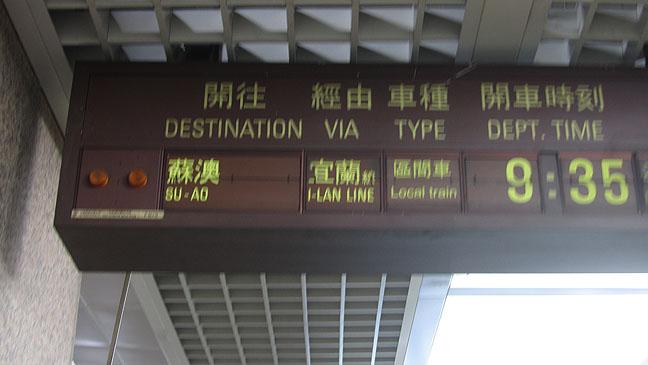 開往 經由 車種 開車時刻
DESTINATION VIA TYPE DEPT. TIME
蘇澳 宜蘭線 區間車 9:35
SU-AO I-LAN LINE Local train